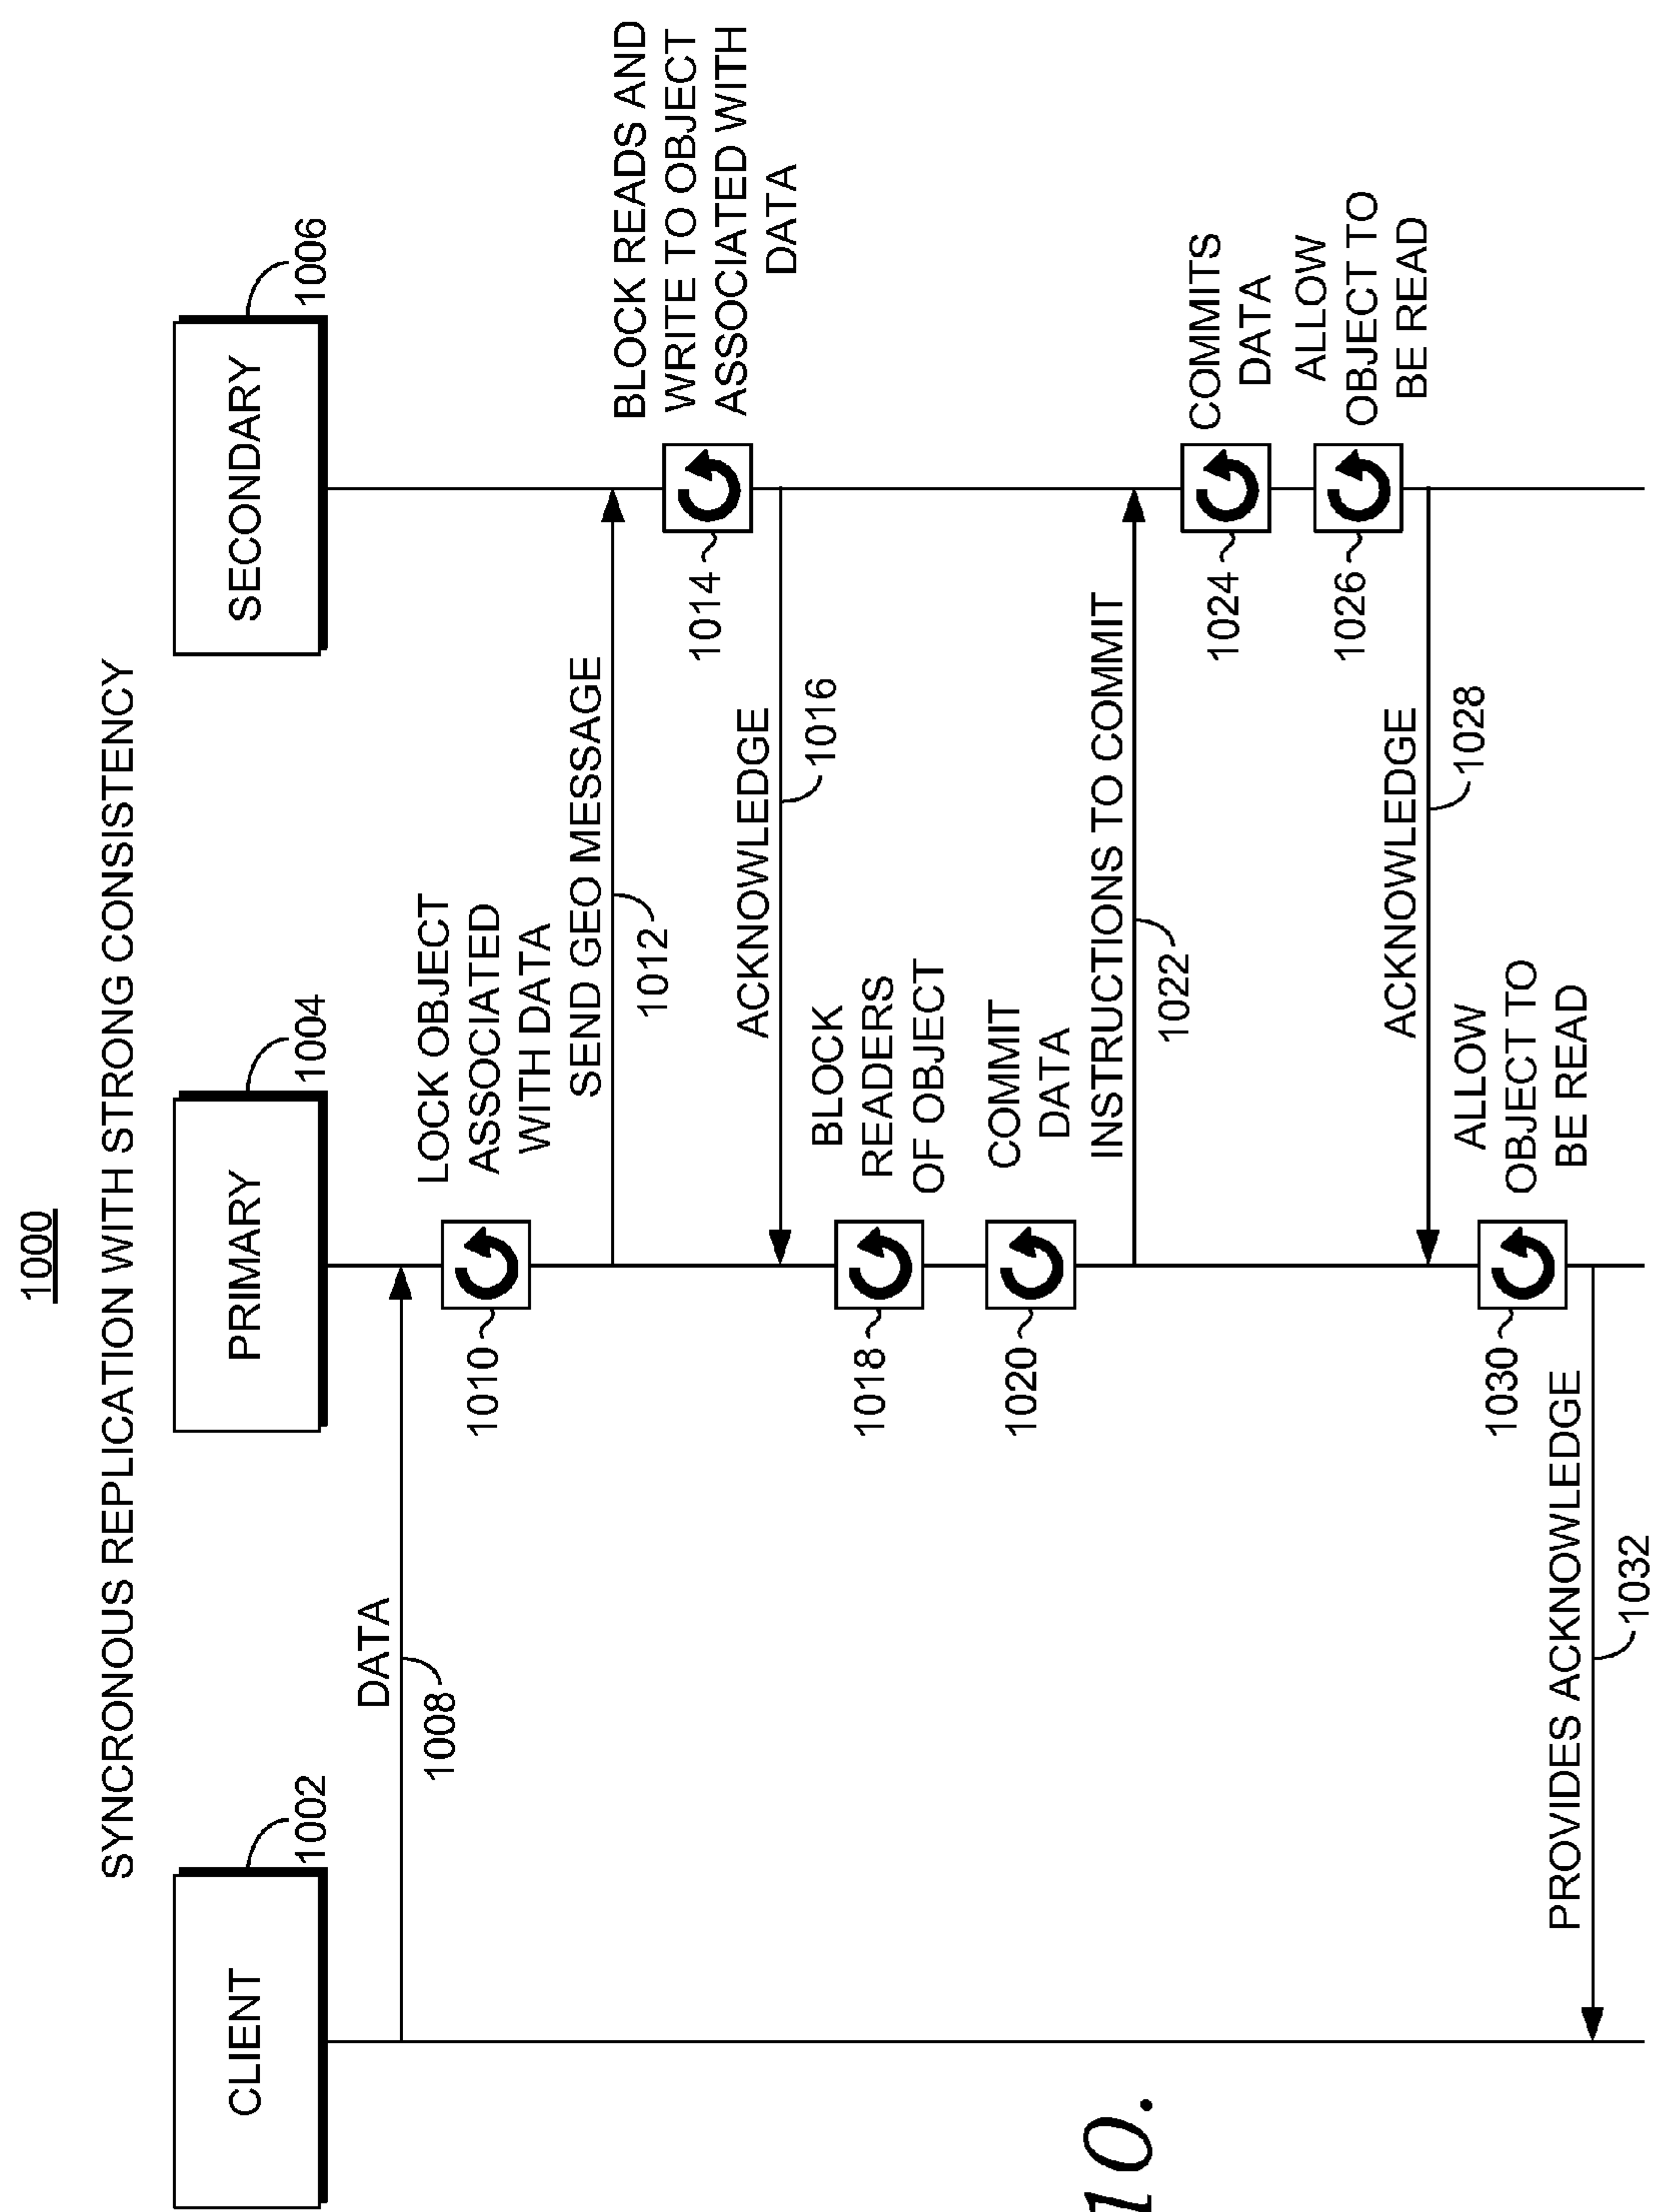 1000
SYNCRONOUS REPLICATION WITH STRONG CONSISTENCY
CLIENT
1002
PRIMARY
1004
SECONDARY
1006
DATA
1008
LOCK OBJECT
ASSOCIATED
WITH DATA
1010
SEND GEO MESSAGE
1012
BLOCK READS AND
WRITE TO OBJECT
ASSOCIATED WITH
DATA
1014
ACKNOWLEDGE
1016
BLOCK
READERS
OF OBJECT
1018
COMMIT
DATA
1020
INSTRUCTIONS TO COMMIT
1022
COMMITS
DATA
1024
ALLOW
OBJECT TO
BE READ
1026
ACKNOWLEDGE
1028
ALLOW
OBJECT TO
BE READ
1030
PROVIDES ACKNOWLEDGE
1032
10.